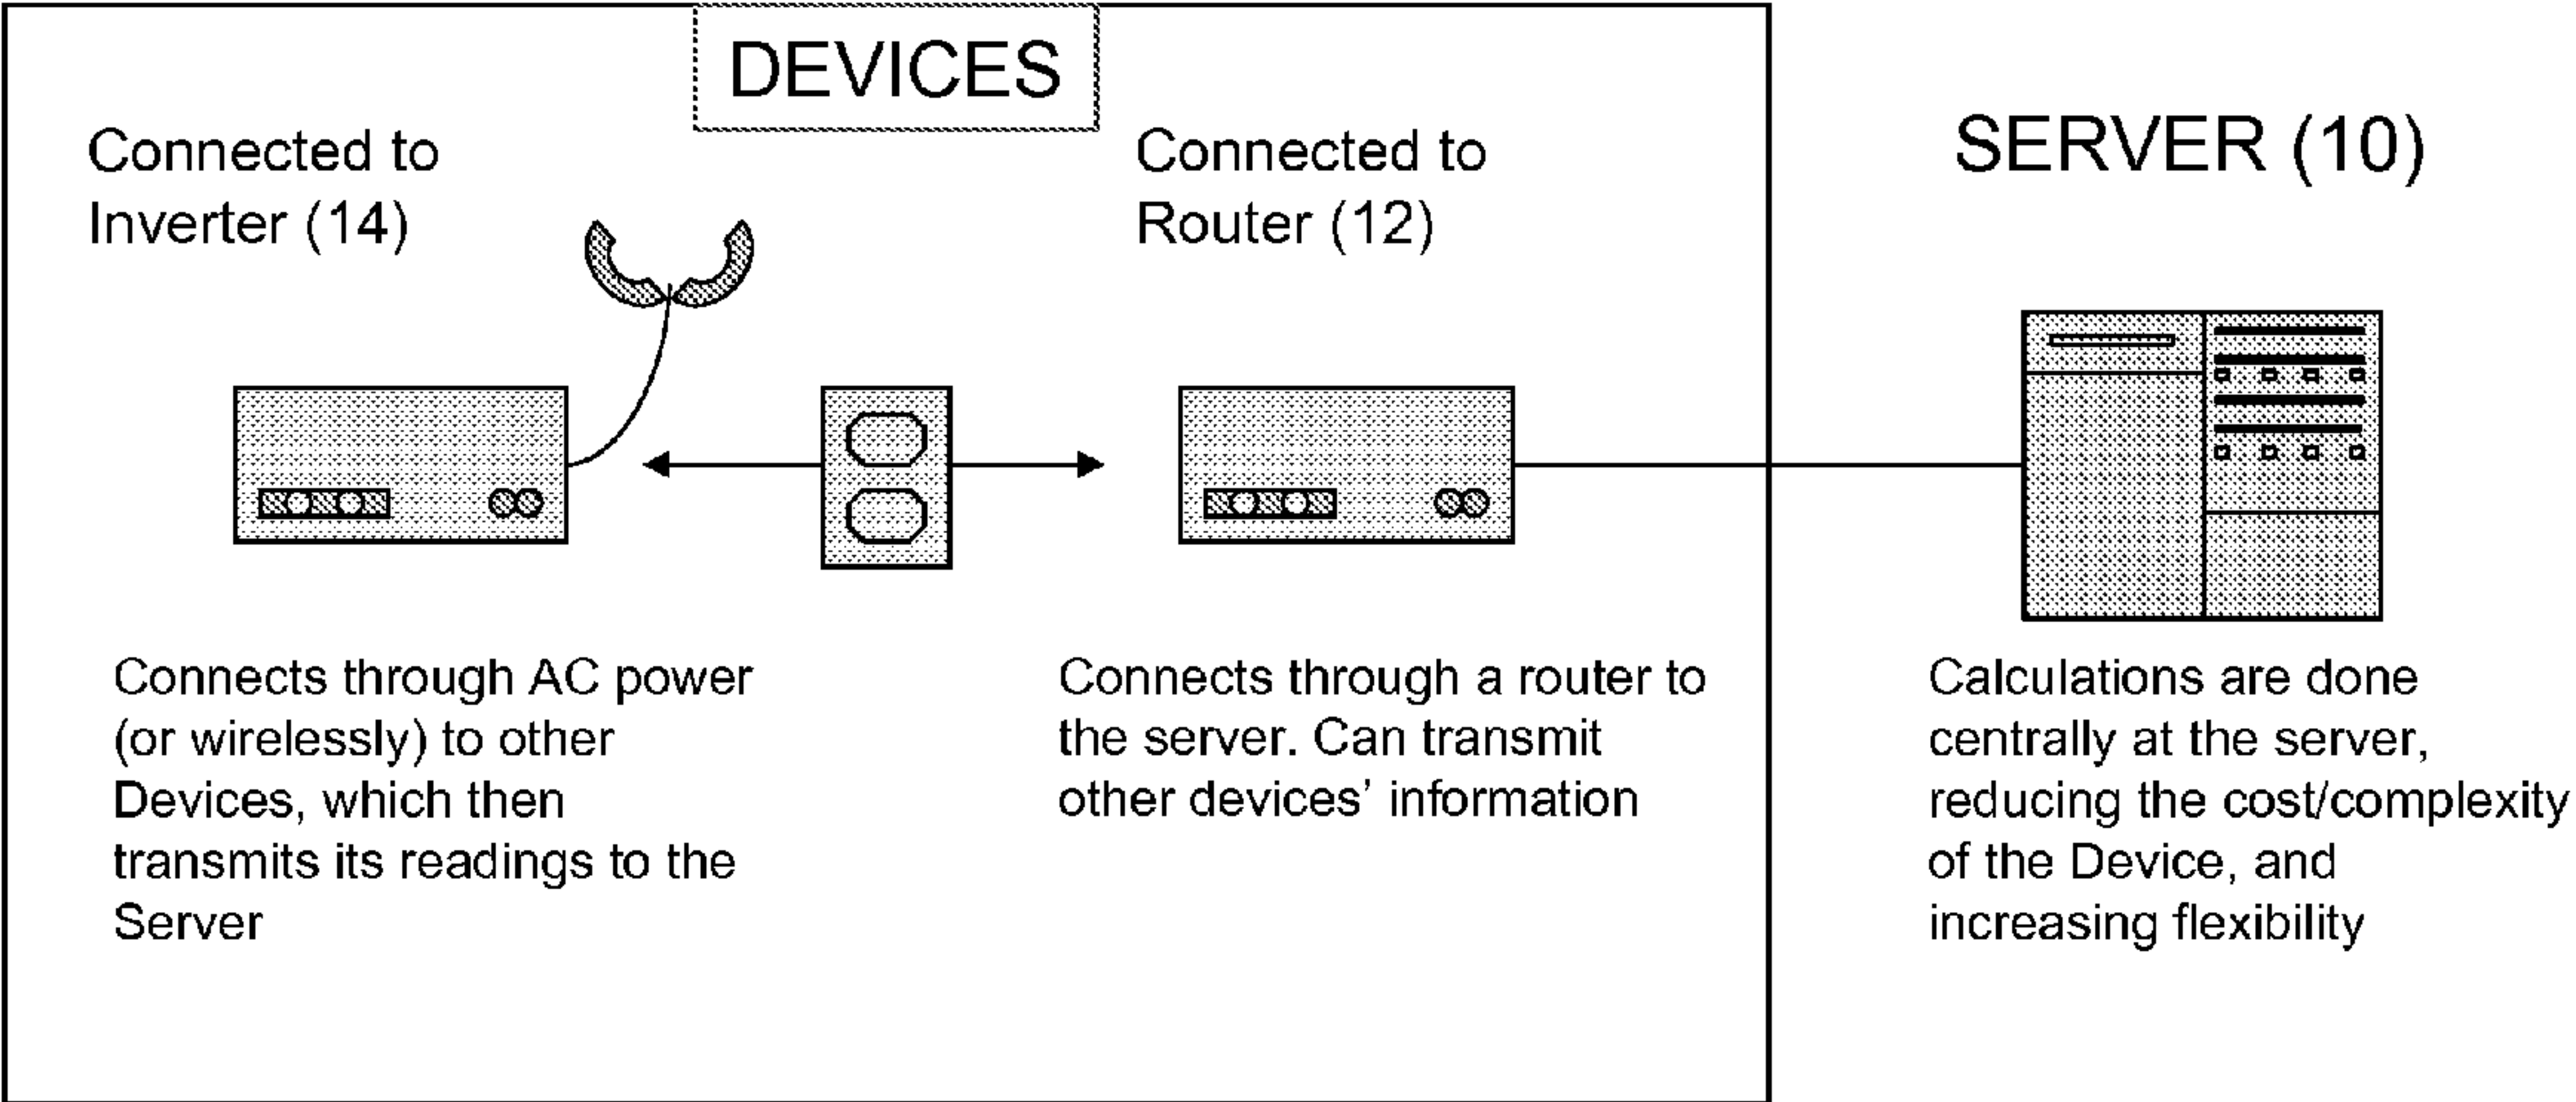 DEVICES
Connected to
Inverter (14)
Connected to
Router (12)
SERVER (10)
Connects through AC power
(or wirelessly) to other
Devices, which then
transmits its readings to the
Server
Connects through a router to
the server. Can transmit
other devices’ information
Calculations are done
centrally at the server,
reducing the cost/complexity
of the Device, and
increasing flexibility